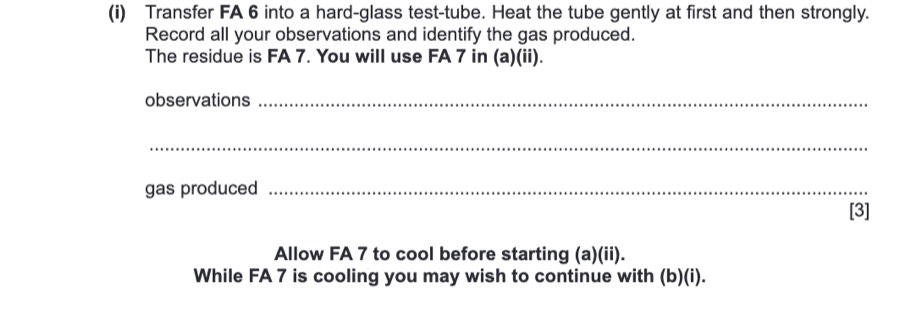 (i) Transfer FA 6 into a hard-glass test-tube. Heat the tube gently at first and then strongly.
Record all your observations and identify the gas produced.
The residue is FA 7. You will use FA 7 in (a)(ii).
observations ................................................................................
................................................................................
gas produced ................................................................................
[3]
Allow FA 7 to cool before starting (a)(ii).
While FA 7 is cooling you may wish to continue with (b)(i).